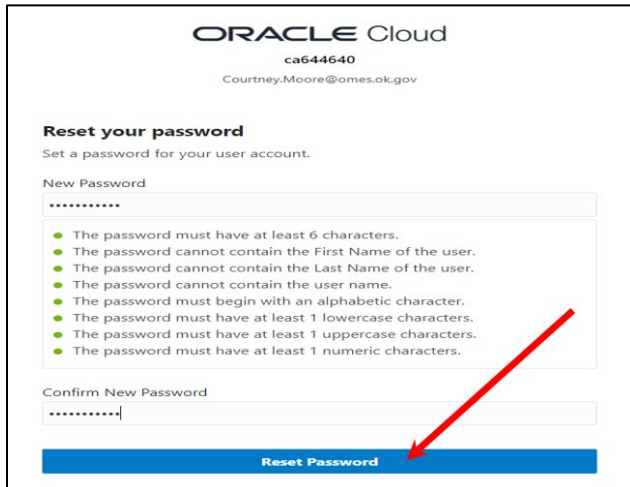 ORACLE Cloud
ca644640
Courtney.Moore@omes.ok.gov
Reset your password
Set a password for your user account.
New Password
•••••••••••
The password must have at least 6 characters.
The password cannot contain the First Name of the user.
The password cannot contain the Last Name of the user.
The password cannot contain the user name.
The password must begin with an alphabetic character.
The password must have at least 1 lowercase characters.
The password must have at least 1 uppercase characters.
The password must have at least 1 numeric characters.
Confirm New Password
•••••••••••
Reset Password